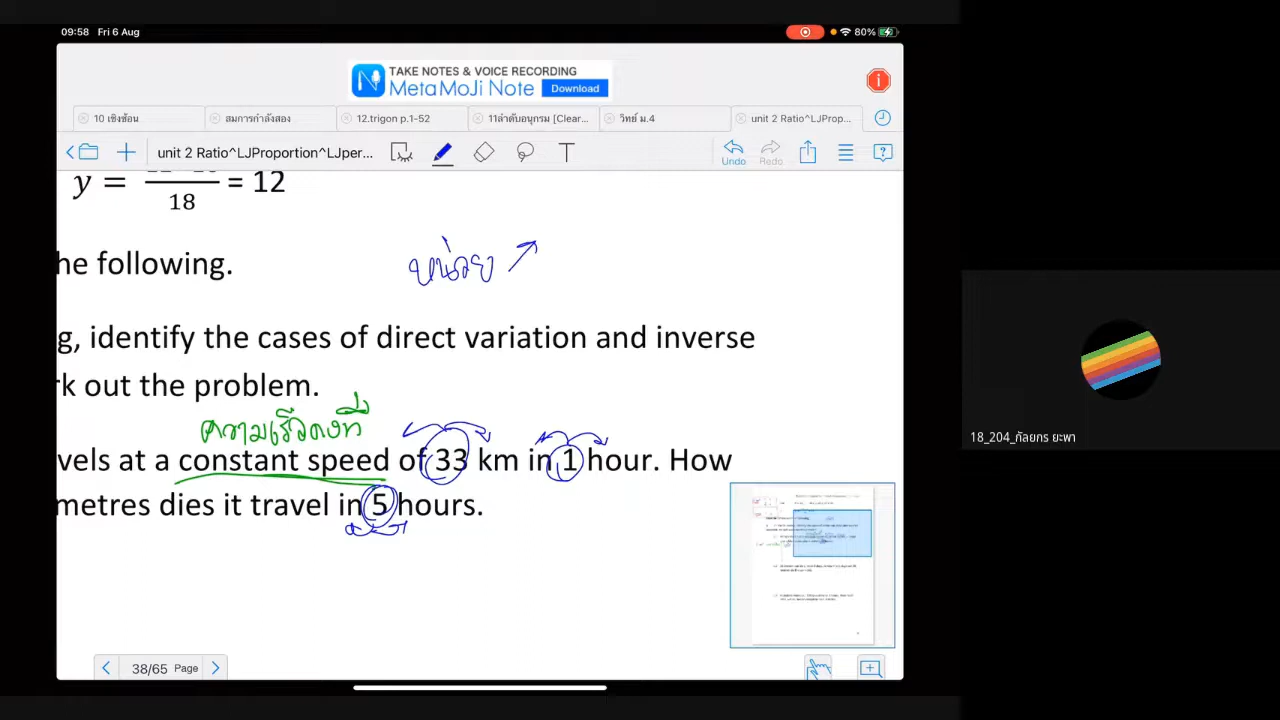 09:58 Fri 6 Aug
80%
TAKE NOTES & VOICE RECORDING
MetaMoJi Note Download
10 เชิงซ้อน
สมการกำลังสอง
12.trigon p.1-52
11ลำดับอนุกรม [Clear...
วิทย์ ม.4
unit 2 Ratio^LJProp...
unit 2 Ratio^LJProportion^LJper...
T
Undo
Redo
y = 18 = 12
he following.
หน่วย
g, identify the cases of direct variation and inverse
rk out the problem.
ความเร็วคงที่
vels at a constant speed of 33 km in 1 hour. How
metres dies it travel in 5 hours.
38/65 Page
18_204_กัลยกร ยะพา